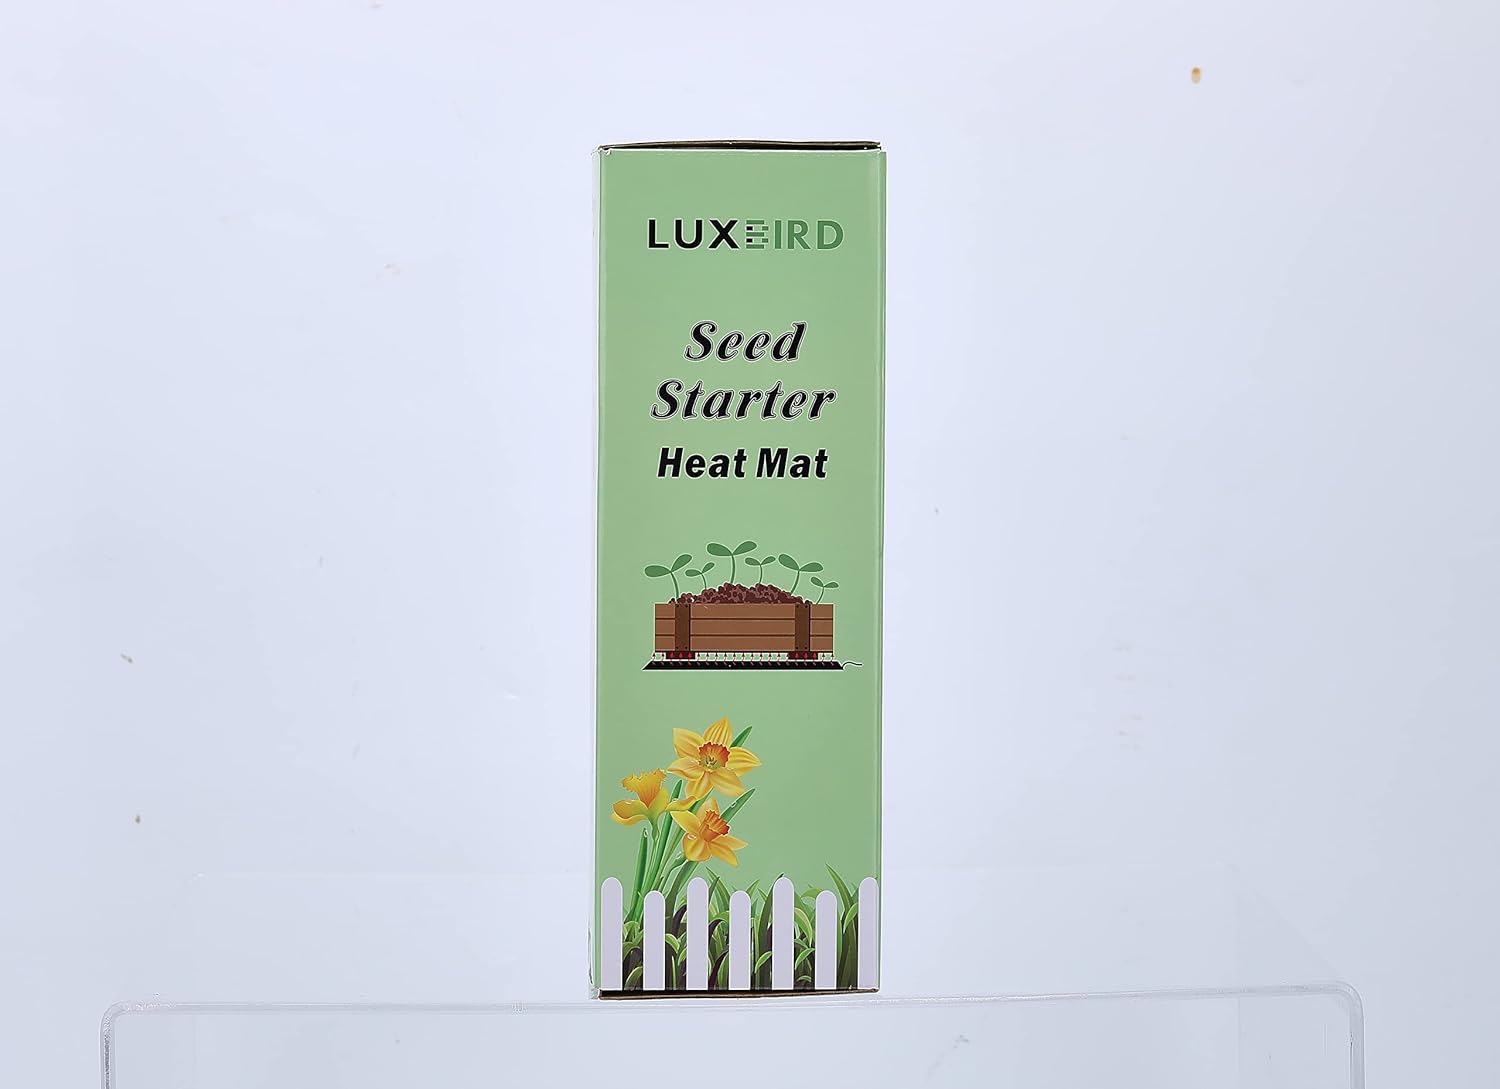 LUXBIRD
Seed
Starter
Heat Mat